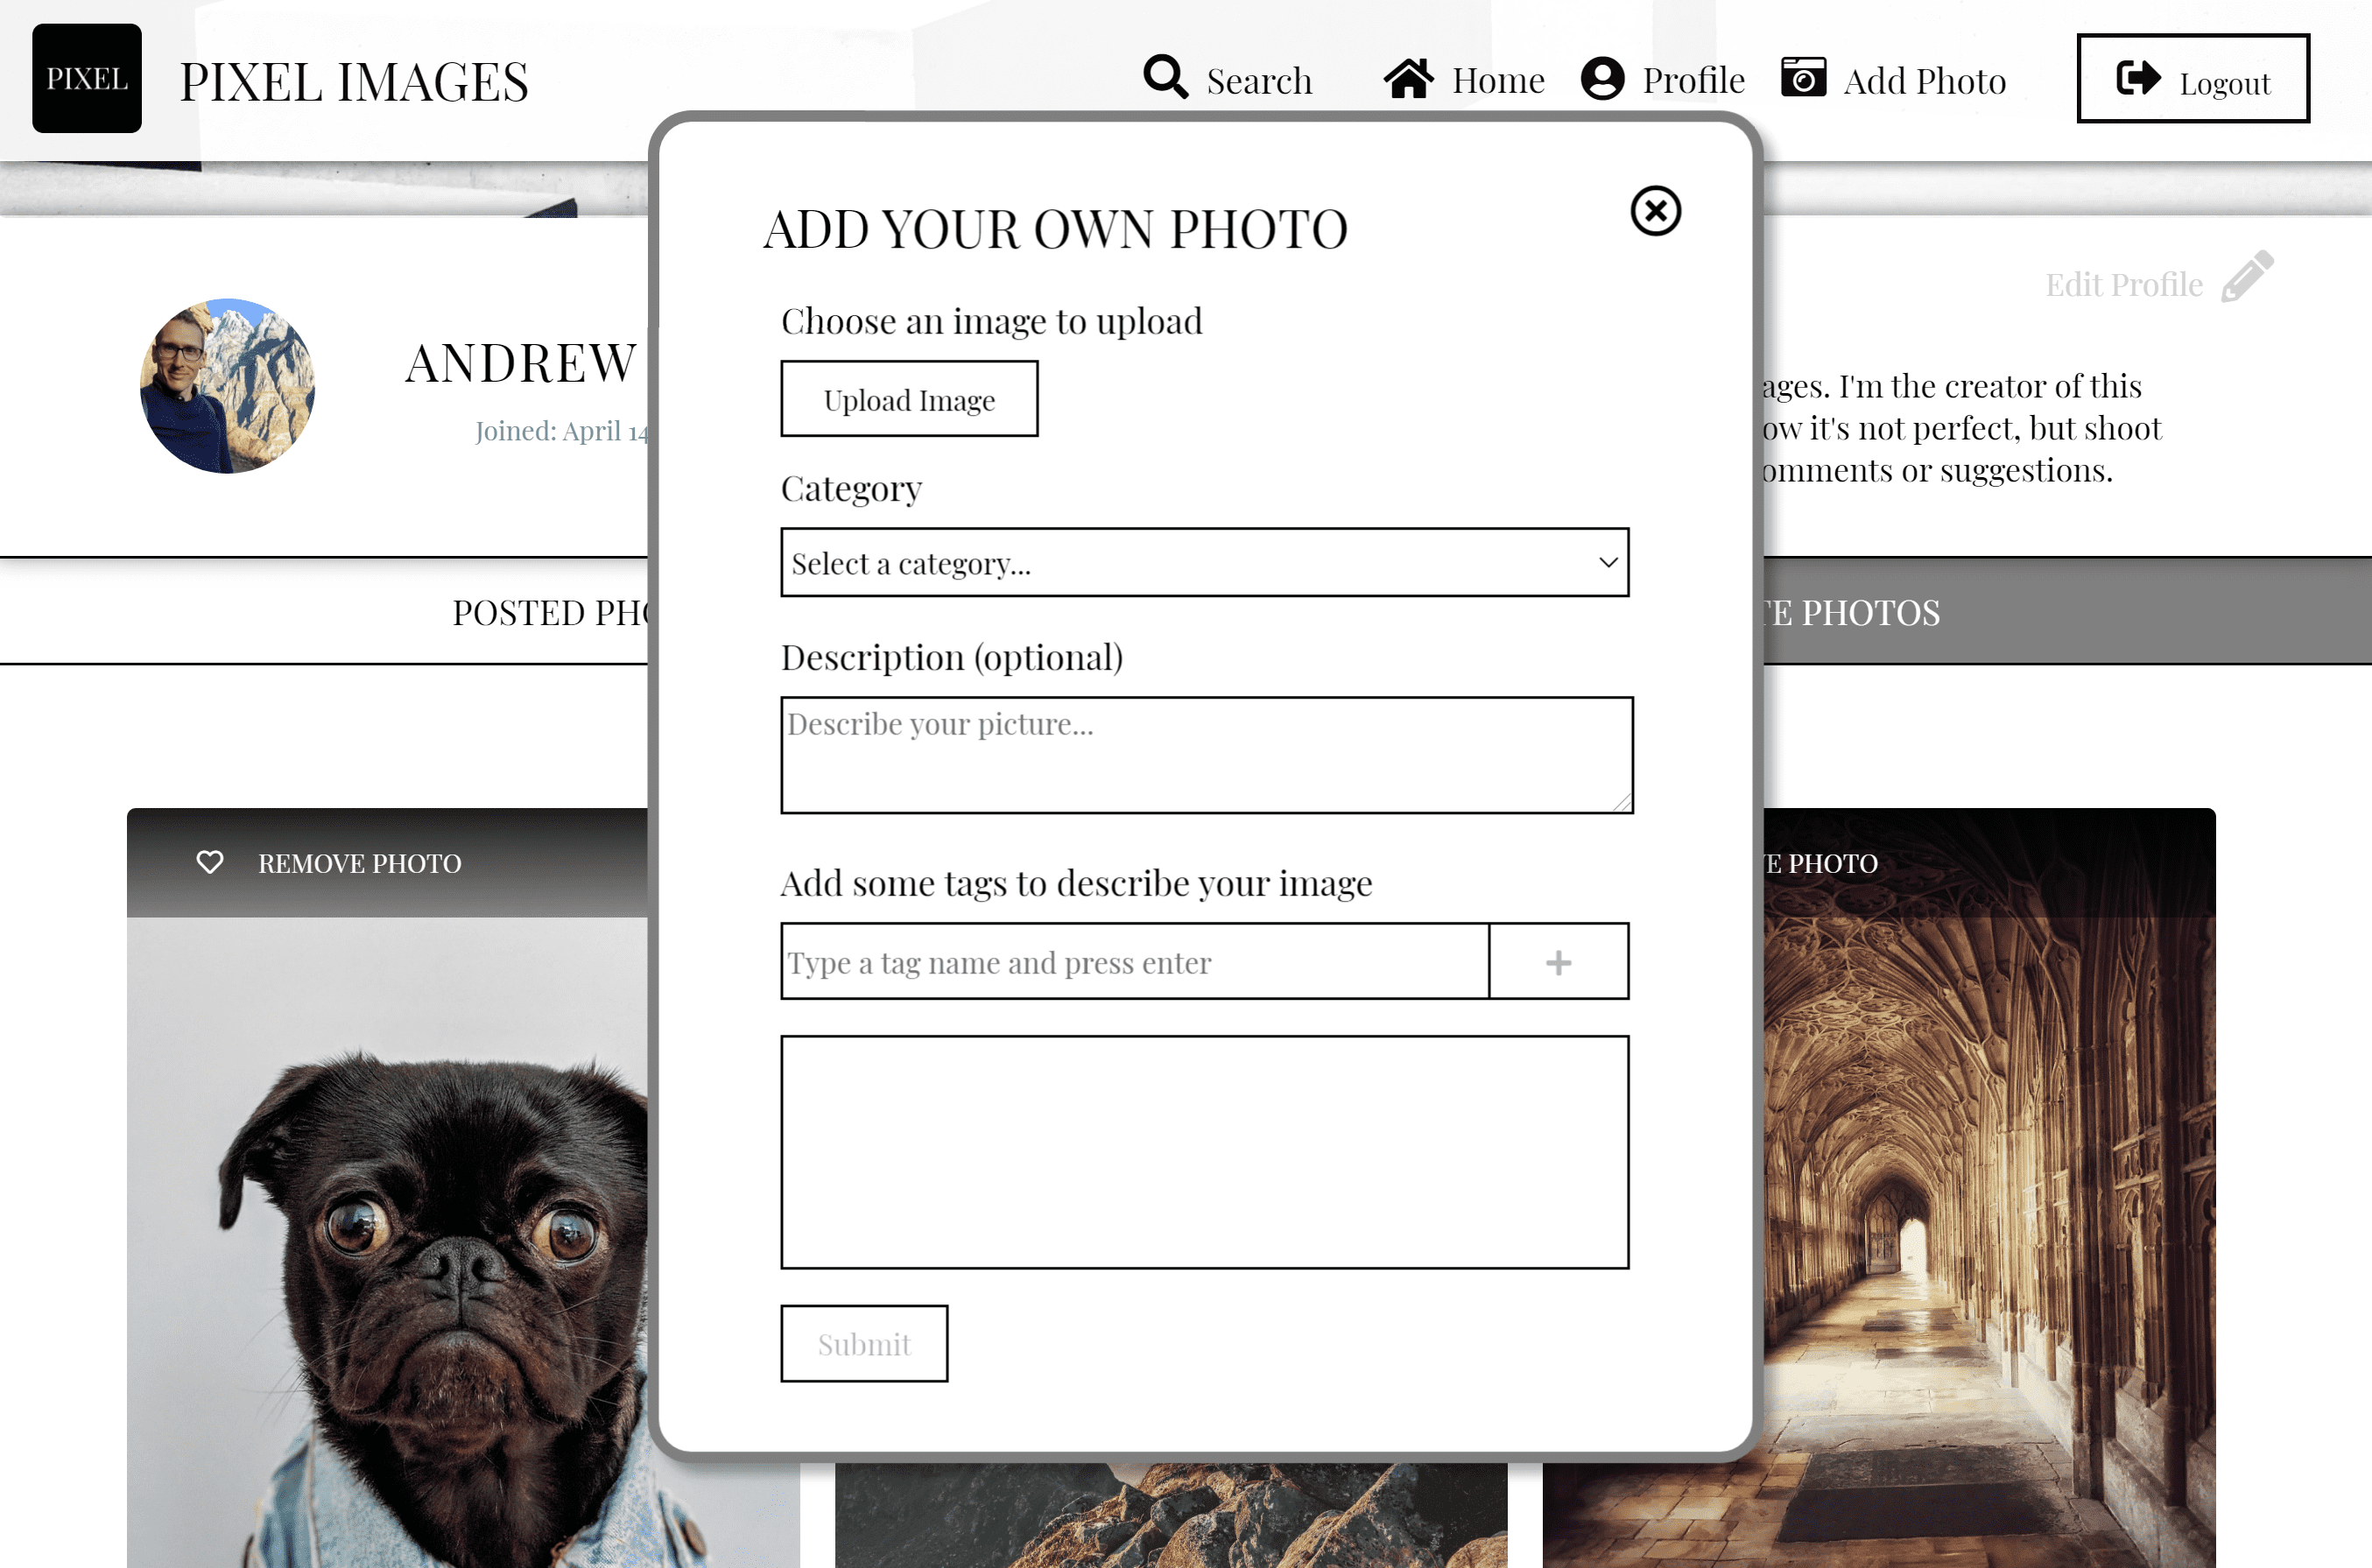 PIXEL
PIXEL IMAGES
Search
Home
Profile
Add Photo
Logout
ADD YOUR OWN PHOTO
Edit Profile
Choose an image to upload
ANDREW
Joined: April 14
ages. I'm the creator of this
ow it's not perfect, but shoot
omments or suggestions.
Upload Image
Category
Select a category...
POSTED PHO
TE PHOTOS
Description (optional)
Describe your picture...
REMOVE PHOTO
E PHOTO
Add some tags to describe your image
Type a tag name and press enter
Submit